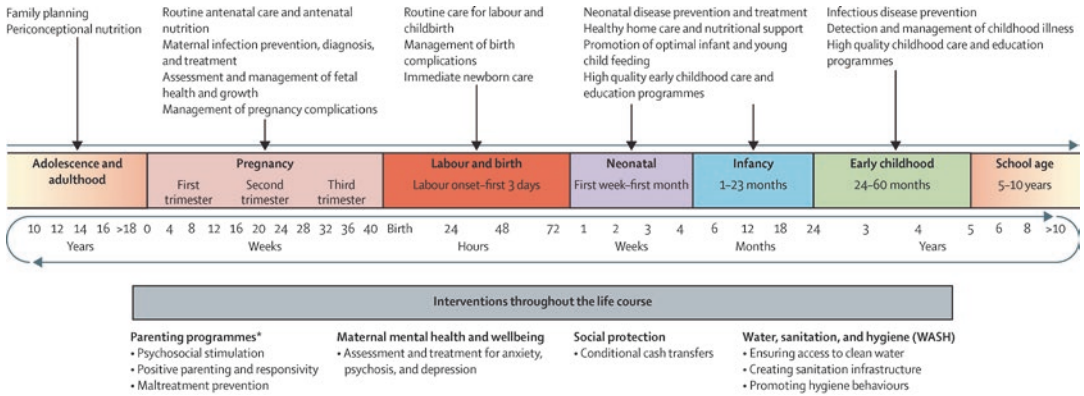 Family planning
Periconceptional nutrition
Routine antenatal care and antenatal
nutrition
Maternal infection prevention, diagnosis,
and treatment
Assessment and management of fetal
health and growth
Management of pregnancy complications
Routine care for labour and
childbirth
Management of birth
complications
Immediate newborn care
Neonatal disease prevention and treatment
Healthy home care and nutritional support
Promotion of optimal infant and young
child feeding
High quality early childhood care and
education programmes
Infectious disease prevention
Detection and management of childhood illness
High quality childhood care and education
programmes
Adolescence and
adulthood
Pregnancy
First
trimester
Second
trimester
Third
trimester
Labour and birth
Labour onset–first 3 days
Neonatal
First week–first month
Infancy
1–23 months
Early childhood
24–60 months
School age
5–10 years
10 12 14 16 >18 0 4 8 12 16 20 24 28 32 36 40 Birth 24 48 72 1 2 3 4 6 12 18 24 3 4 5 6 8 >10
Years Weeks Hours Weeks Months Years
Interventions throughout the life course
Parenting programmes*
• Psychosocial stimulation
• Positive parenting and responsivity
• Maltreatment prevention
Maternal mental health and wellbeing
• Assessment and treatment for anxiety,
psychosis, and depression
Social protection
• Conditional cash transfers
Water, sanitation, and hygiene (WASH)
• Ensuring access to clean water
• Creating sanitation infrastructure
• Promoting hygiene behaviours